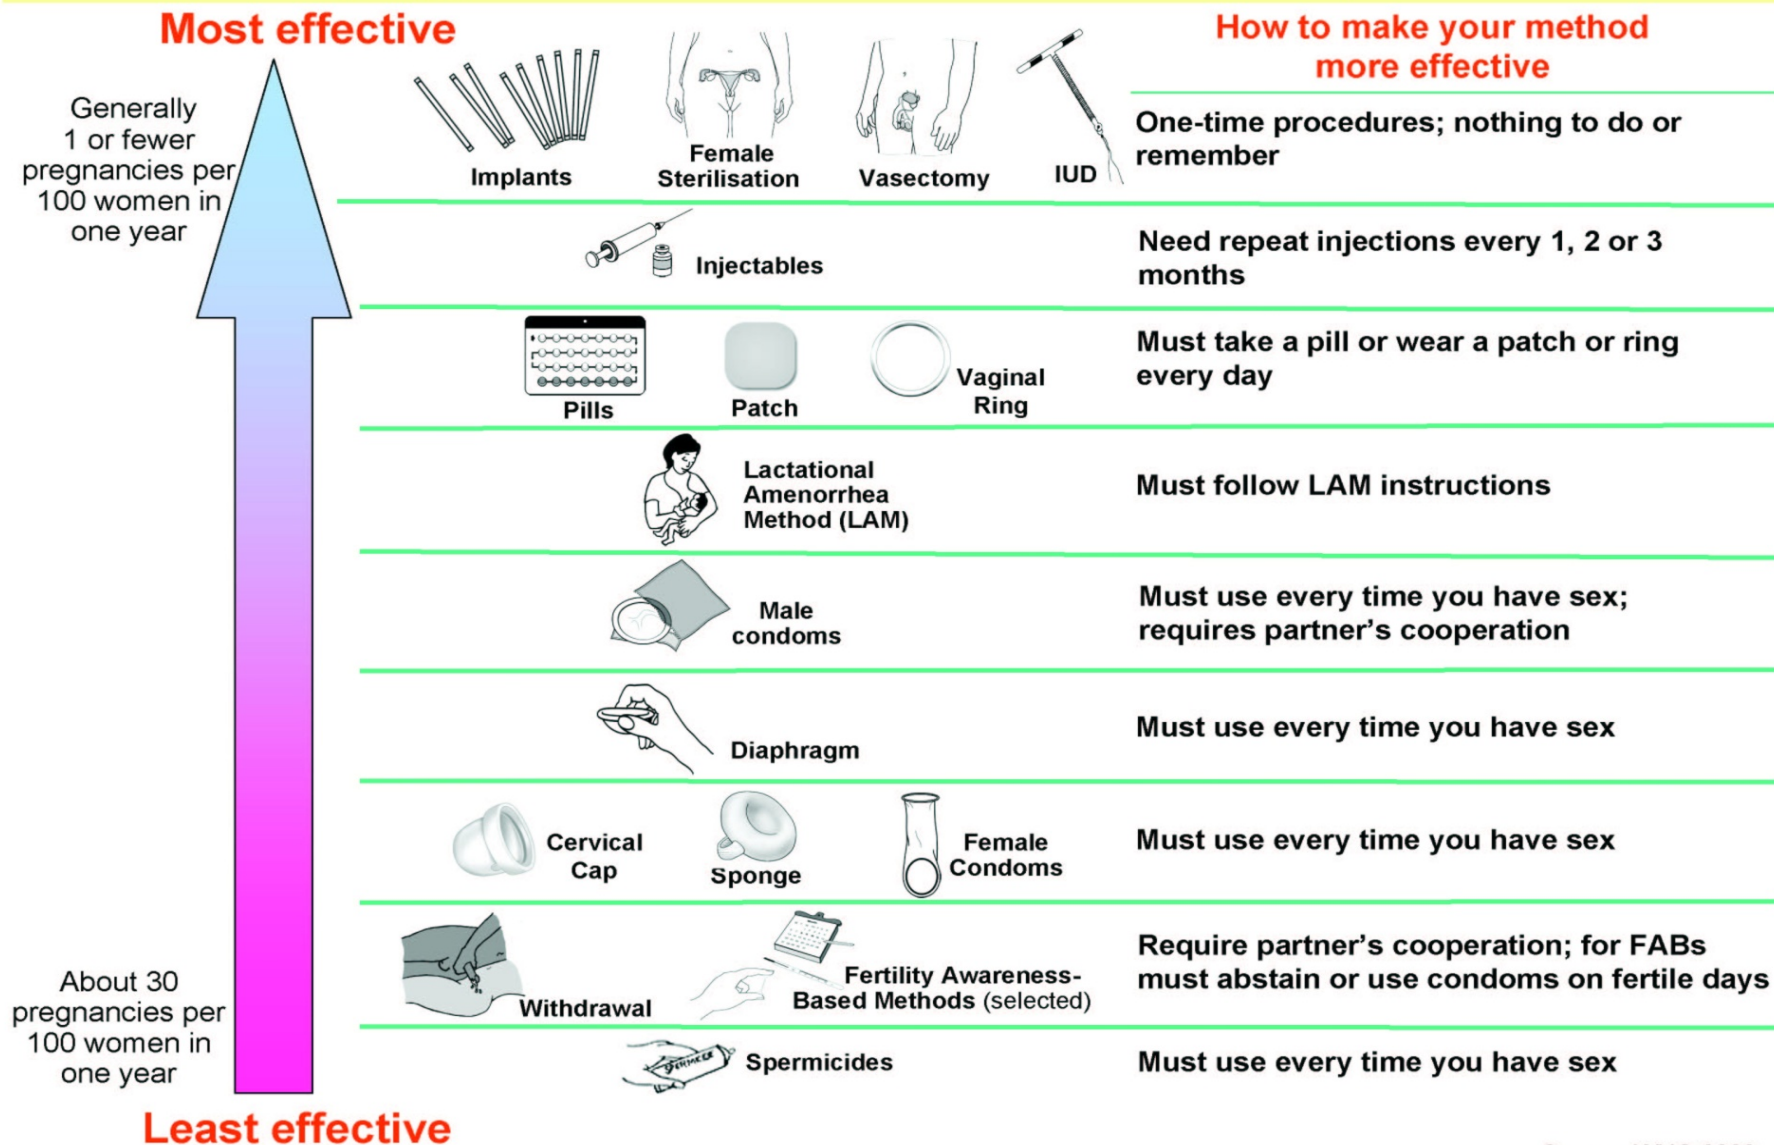 Most effective
Generally
1 or fewer
pregnancies per
100 women in
one year
How to make your method
more effective
Implants
Female
Sterilisation
Vasectomy
IUD
One-time procedures; nothing to do or
remember
Injectables
Need repeat injections every 1, 2 or 3
months
Pills
Patch
Vaginal
Ring
Must take a pill or wear a patch or ring
every day
Lactational
Amenorrhea
Method (LAM)
Must follow LAM instructions
Male
condoms
Must use every time you have sex;
requires partner's cooperation
Diaphragm
Must use every time you have sex
Cervical
Cap
Sponge
Female
Condoms
Must use every time you have sex
Withdrawal
Fertility Awareness-
Based Methods (selected)
Require partner's cooperation; for FABs
must abstain or use condoms on fertile days
Spermicides
Must use every time you have sex
About 30
pregnancies per
100 women in
one year
Least effective